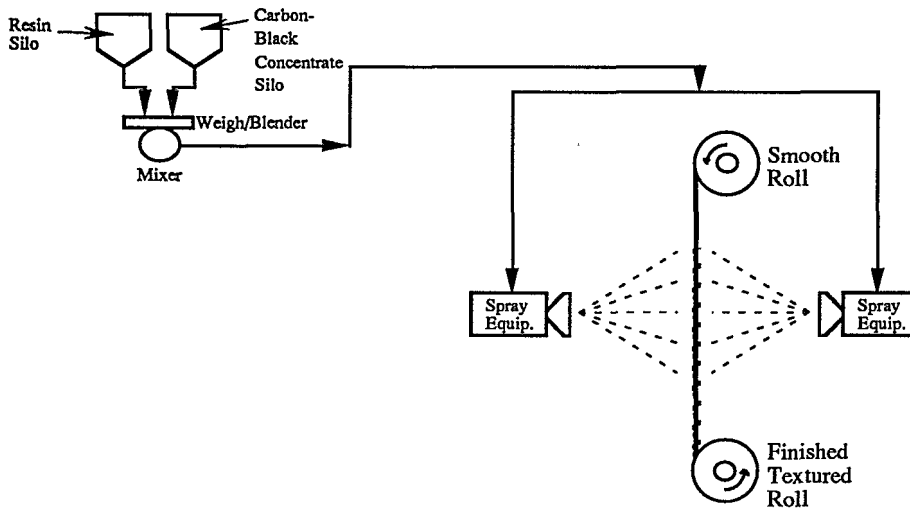 Resin
Silo
Carbon-
Black
Concentrate
Silo
Weigh/Blender
Mixer
Smooth
Roll
Spray
Equip.
Spray
Equip.
Finished
Textured
Roll